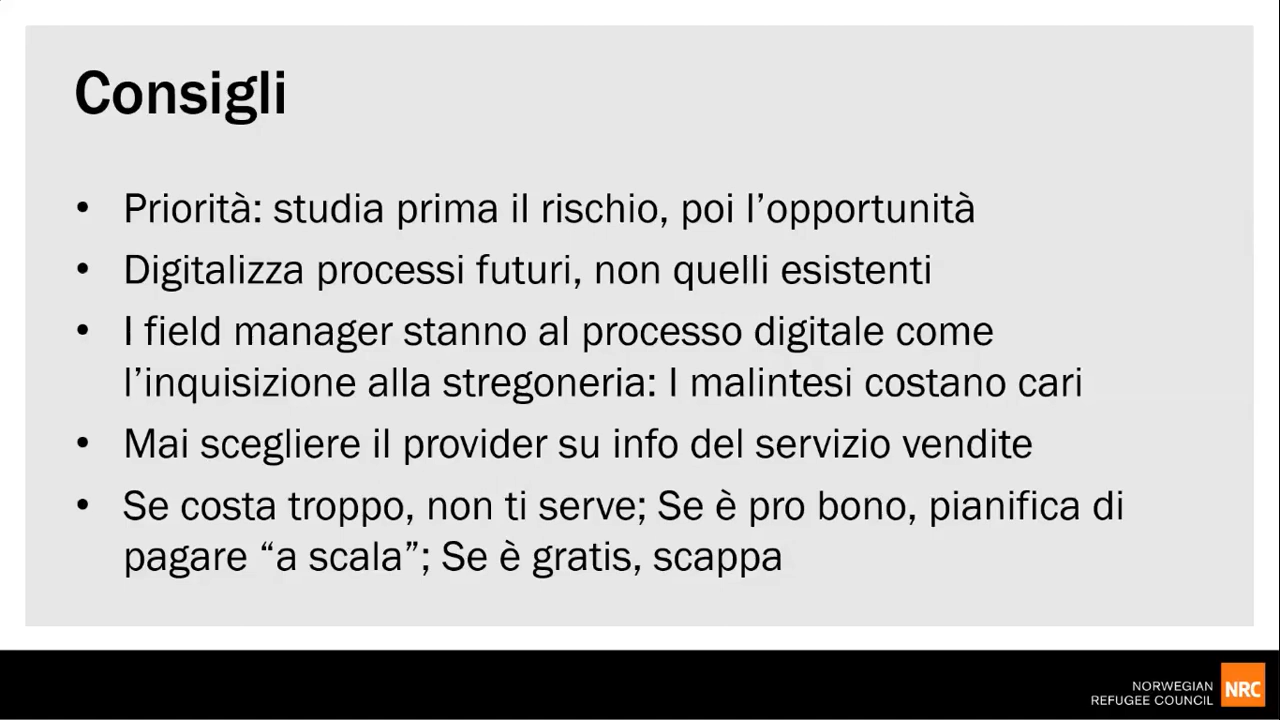 Consigli
• Priorità: studia prima il rischio, poi l’opportunità
• Digitalizza processi futuri, non quelli esistenti
• I field manager stanno al processo digitale come
l’inquisizione alla stregoneria: I malintesi costano cari
• Mai scegliere il provider su info del servizio vendite
• Se costa troppo, non ti serve; Se è pro bono, pianifica di
pagare “a scala”; Se è gratis, scappa
NORWEGIAN
REFUGEE COUNCIL
NRC